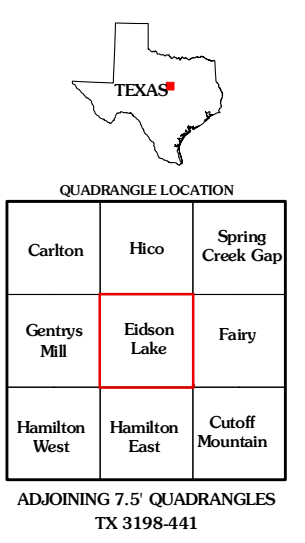 TEXAS
QUADRANGLE LOCATION
Carlton
Hico
Spring
Creek Gap
Gentrys
Mill
Eidson
Lake
Fairy
Hamilton
West
Hamilton
East
Cutoff
Mountain
ADJOINING 7.5' QUADRANGLES
TX 3198-441